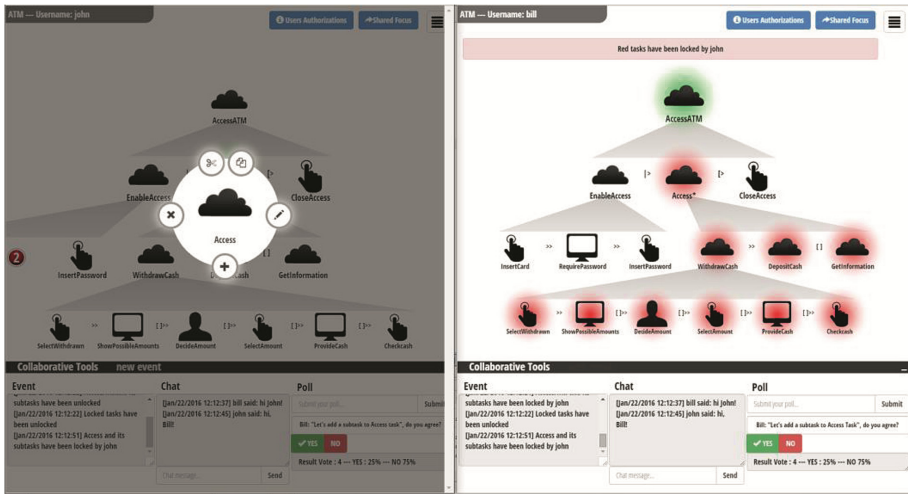 ATM — Username: john
Users Authorizations
Shared Focus
AccessATM
EnableAccess
[>
CloseAccess
Access
2
InsertPassword
WithdrawCash
[]
GetInformation
SelectWithdrawn
>>
ShowPossibleAmounts
[]>>
DecideAmount
[]>>
SelectAmount
[]>>
ProvideCash
[]>>
Checkcash
Collaborative Tools new event
Event
subtasks have been locked by john
[Jan/22/2016 12:12:22] Locked tasks have been unlocked
[Jan/22/2016 12:12:51] Access and its subtasks have been locked by john
Chat
[Jan/22/2016 12:12:37] bill said: hi John!
[Jan/22/2016 12:12:45] john said: hi, Bill!
Chat message...
Send
Poll
Submit your poll...
Submit
Bill: "Let's add a subtask to Access Task", do you agree?
YES
NO
Result Vote : 4 --- YES : 25% --- NO 75%
ATM — Username: bill
Users Authorizations
Shared Focus
Red tasks have been locked by john
AccessATM
EnableAccess
|>
Access*
[>
CloseAccess
InsertCard
>>
RequirePassword
>>
InsertPassword
WithdrawCash
>>
DepositCash
[]
GetInformation
SelectWithdrawn
>>
ShowPossibleAmounts
[]>>
DecideAmount
[]>>
SelectAmount
[]>>
ProvideCash
[]>>
Checkcash
Collaborative Tools
Event
subtasks have been locked by john
[Jan/22/2016 12:12:22] Locked tasks have been unlocked
[Jan/22/2016 12:12:51] Access and its subtasks have been locked by john
Chat
[Jan/22/2016 12:12:37] bill said: hi John!
[Jan/22/2016 12:12:45] john said: hi, Bill!
Chat message...
Send
Poll
Submit your poll...
Submit
Bill: "Let's add a subtask to Access Task", do you agree?
YES
NO
Result Vote : 4 --- YES : 25% --- NO 75%